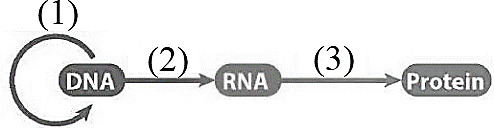 (1)
DNA (2) RNA (3) Protein